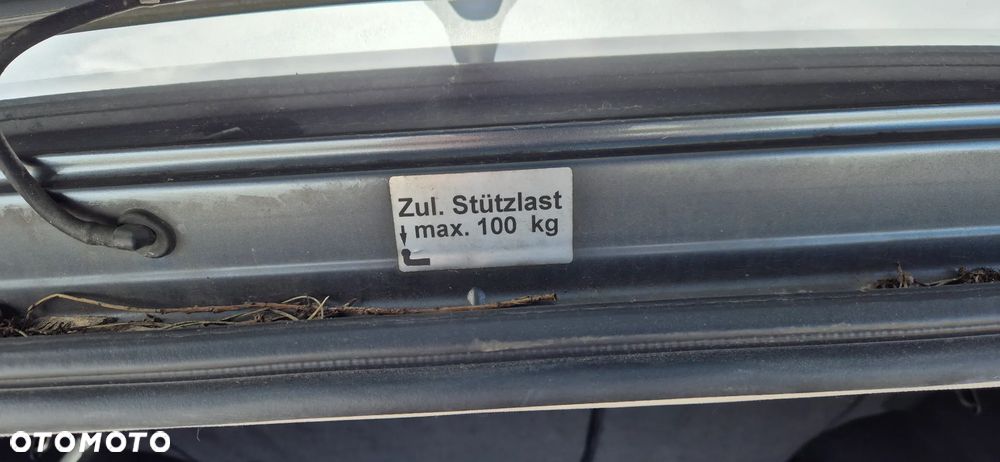 Zul. Stützlast
max. 100 kg
OTOMOTO